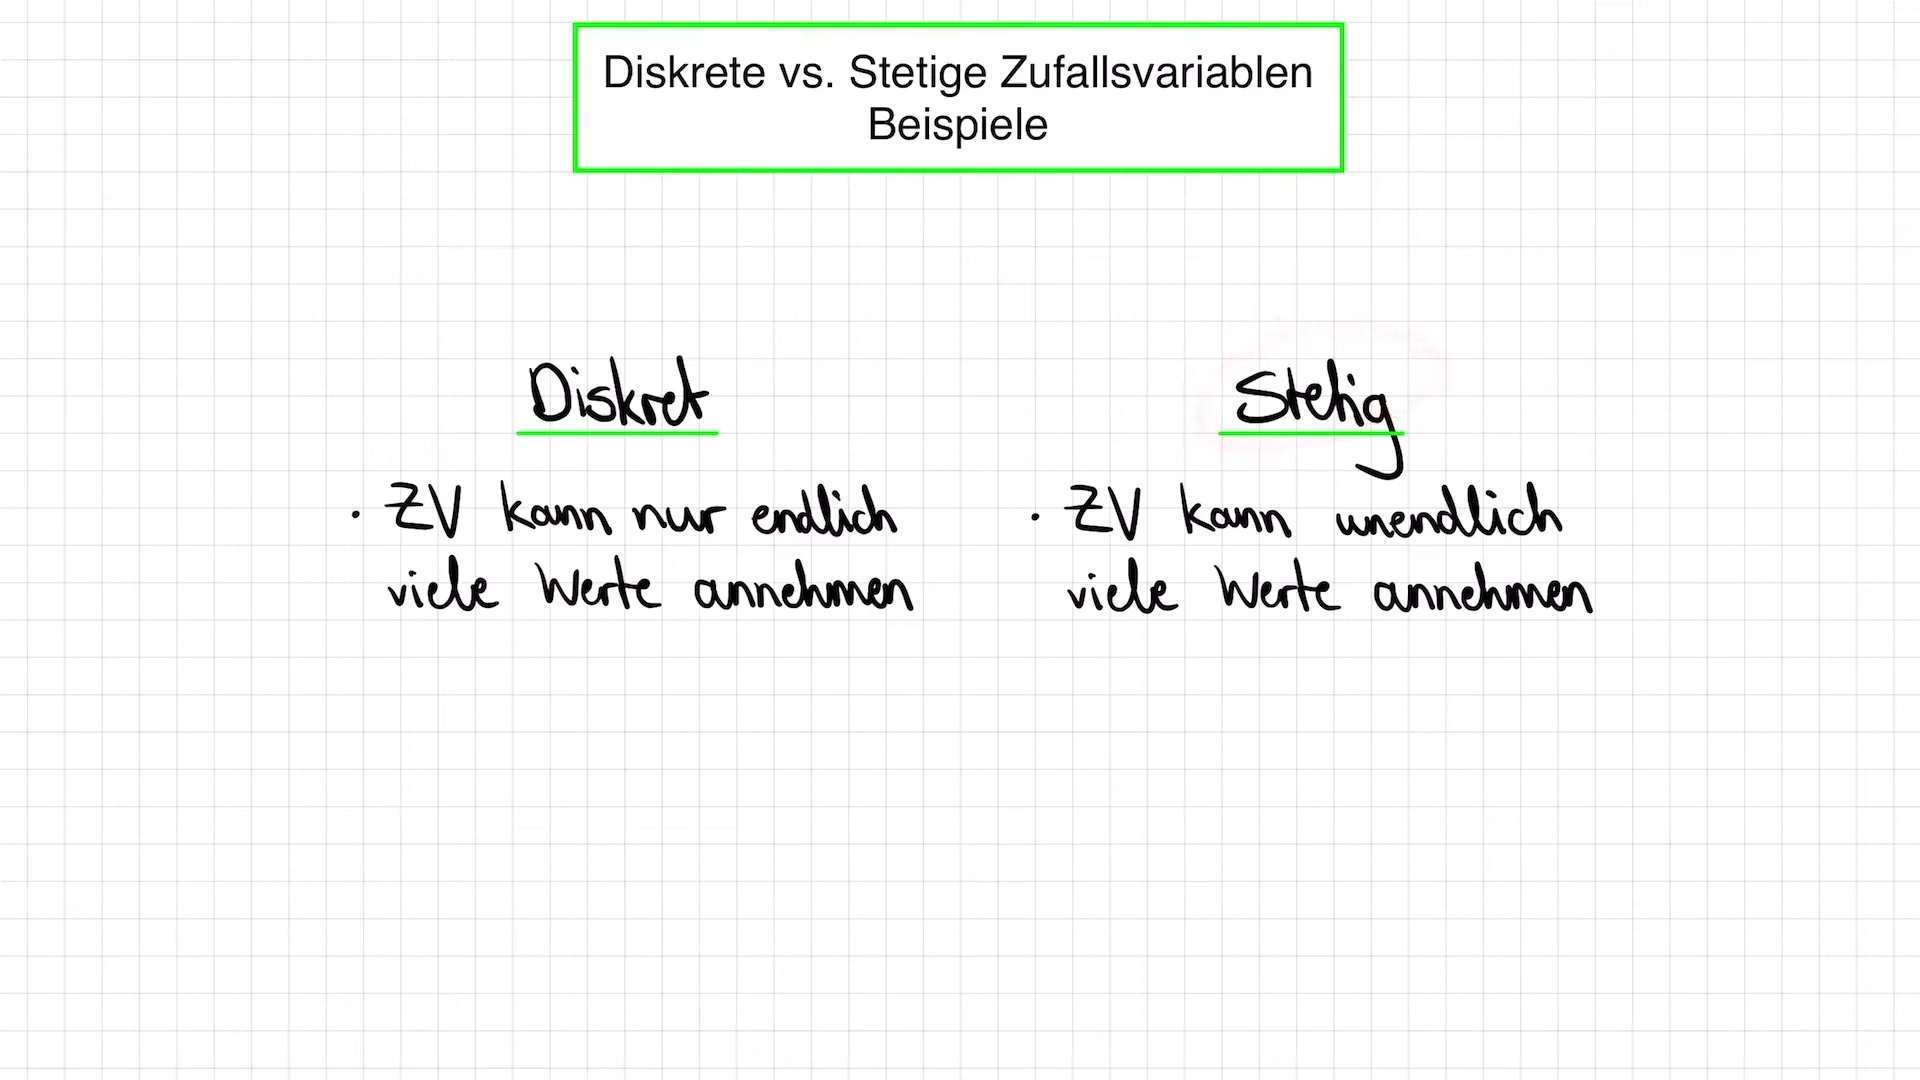 Diskrete vs. Stetige Zufallsvariablen
Beispiele
Diskret
· ZV kann nur endlich
viele Werte annehmen
Stetig
· ZV kann unendlich
viele Werte annehmen